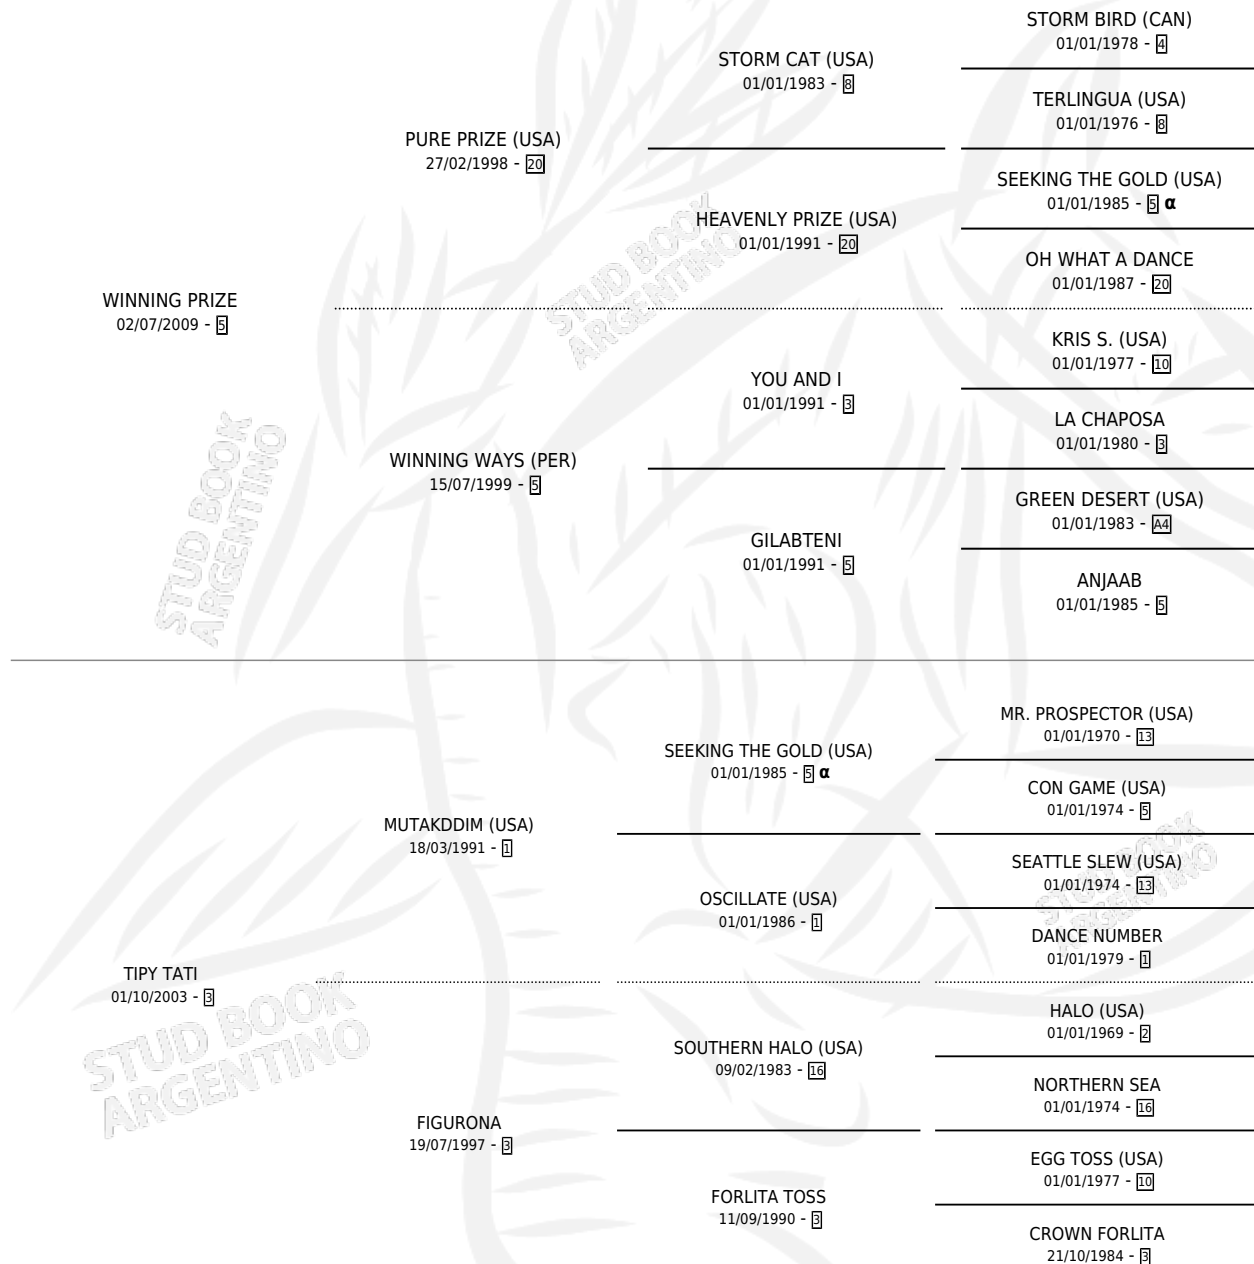 STORM BIRD (CAN)
01/01/1978 - 4
STORM CAT (USA)
01/01/1983 - 8
TERLINGUA (USA)
01/01/1976 - 8
PURE PRIZE (USA)
27/02/1998 - 20
SEEKING THE GOLD (USA)
01/01/1985 - 5 α
HEAVENLY PRIZE (USA)
01/01/1991 - 20
OH WHAT A DANCE
01/01/1987 - 20
WINNING PRIZE
02/07/2009 - 5
KRIS S. (USA)
01/01/1977 - 10
YOU AND I
01/01/1991 - 3
LA CHAPOSA
01/01/1980 - 3
WINNING WAYS (PER)
15/07/1999 - 5
GREEN DESERT (USA)
01/01/1983 - A4
GILABTENI
01/01/1991 - 5
ANJAAB
01/01/1985 - 5
MR. PROSPECTOR (USA)
01/01/1970 - 13
SEEKING THE GOLD (USA)
01/01/1985 - 5 α
CON GAME (USA)
01/01/1974 - 5
MUTAKDDIM (USA)
18/03/1991 - 1
SEATTLE SLEW (USA)
01/01/1974 - 13
OSCILLATE (USA)
01/01/1986 - 1
DANCE NUMBER
01/01/1979 - 1
TIPY TATI
01/10/2003 - 3
HALO (USA)
01/01/1969 - 2
SOUTHERN HALO (USA)
09/02/1983 - 16
NORTHERN SEA
01/01/1974 - 16
FIGURONA
19/07/1997 - 3
EGG TOSS (USA)
01/01/1977 - 10
FORLITA TOSS
11/09/1990 - 3
CROWN FORLITA
21/10/1984 - 3
STUD BOOK
ARGENTINO
STUD BOOK
ARGENTINO
STUD BOOK
ARGENTINO
STUD BOOK
ARGENTINO